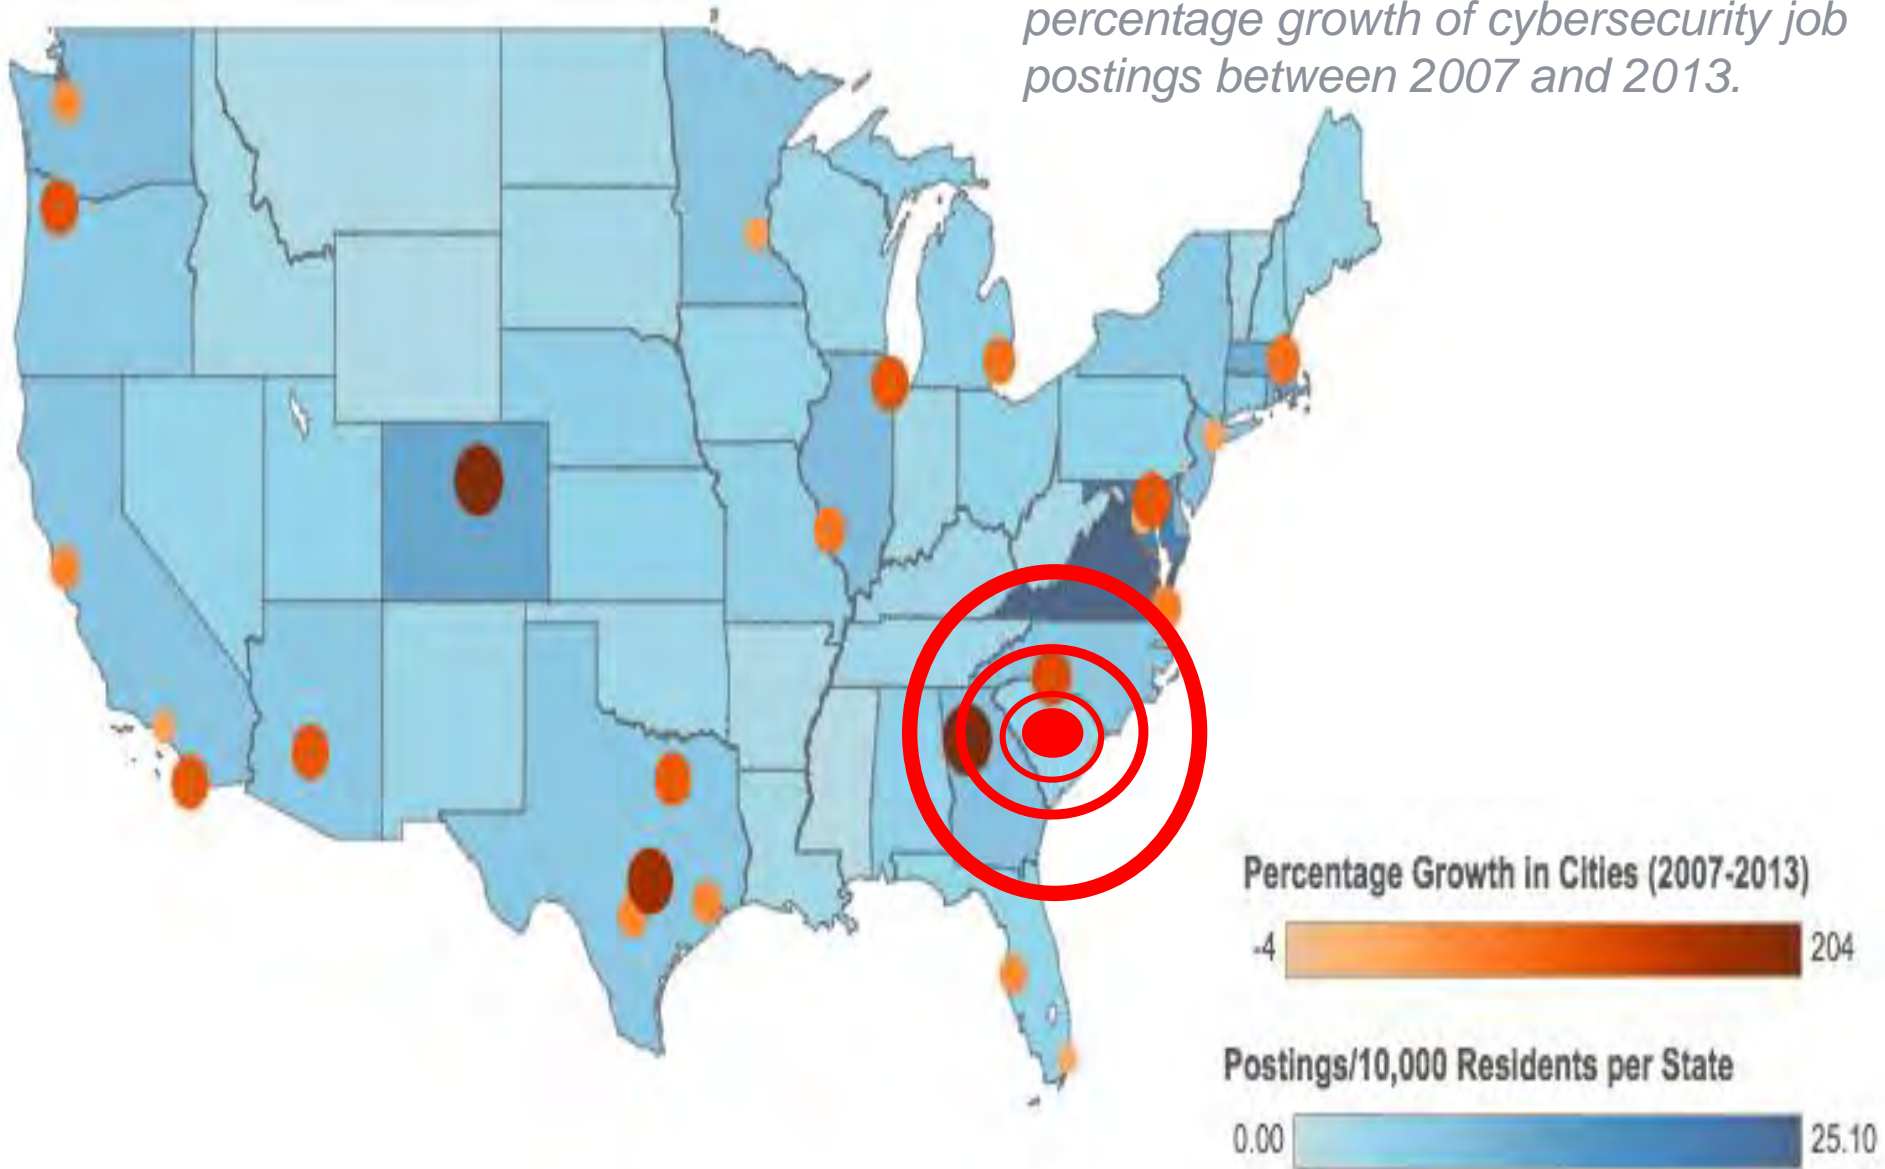 percentage growth of cybersecurity job
postings between 2007 and 2013.
Percentage Growth in Cities (2007-2013)
-4 204
Postings/10,000 Residents per State
0.00 25.10